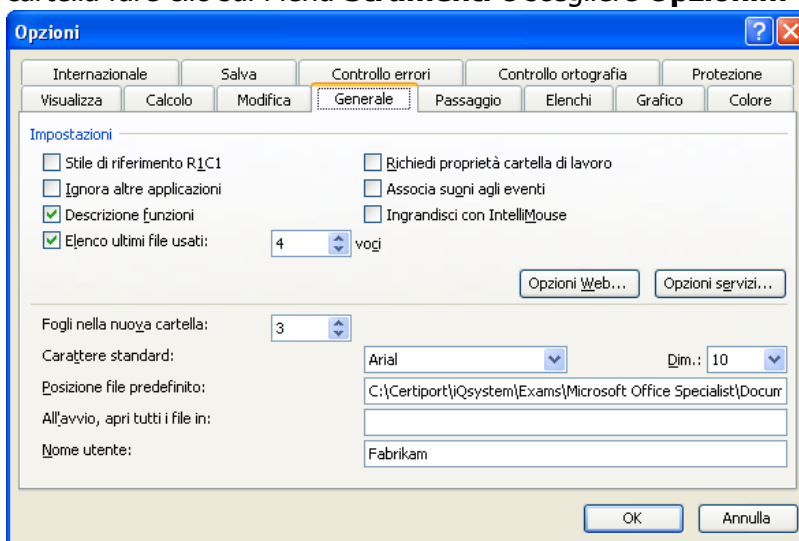 cartella fare clic sul Menu Strumenti e scegliere Opzioni...
Opzioni
Internazionale Salva Controllo errori Controllo ortografia Protezione
Visualizza Calcolo Modifica Generale Passaggio Elenchi Grafico Colore
Impostazioni
Stile di riferimento R1C1
Richiedi proprietà cartella di lavoro
Ignora altre applicazioni
Associa suoni agli eventi
Descrizione funzioni
Ingrandisci con IntelliMouse
Elenco ultimi file usati: 4 voci
Opzioni Web... Opzioni servizi...
Fogli nella nuova cartella: 3
Carattere standard: Arial Dim.: 10
Posizione file predefinito: C:\Certiport\iQsystem\Exams\Microsoft Office Specialist\Docum
All'avvio, apri tutti i file in:
Nome utente: Fabrikam
OK Annulla